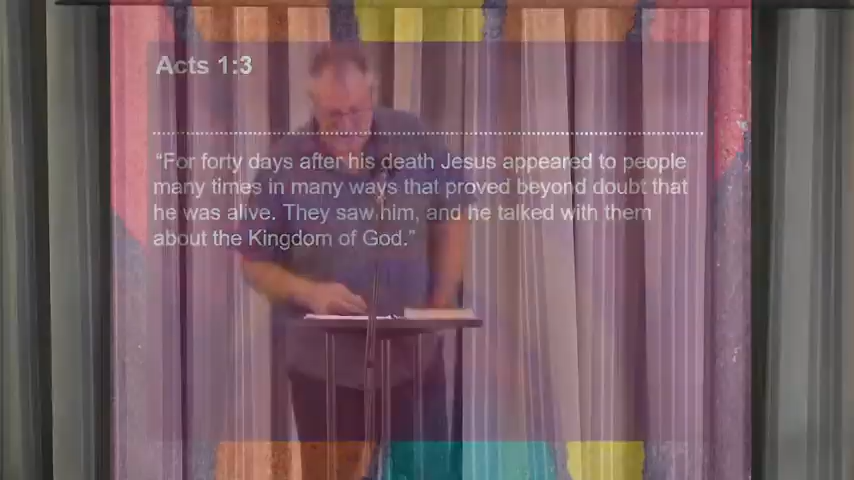 Acts 1:3
“For forty days after his death Jesus appeared to people
many times in many ways that proved beyond doubt that
he was alive. They saw him, and he talked with them
about the Kingdom of God.”